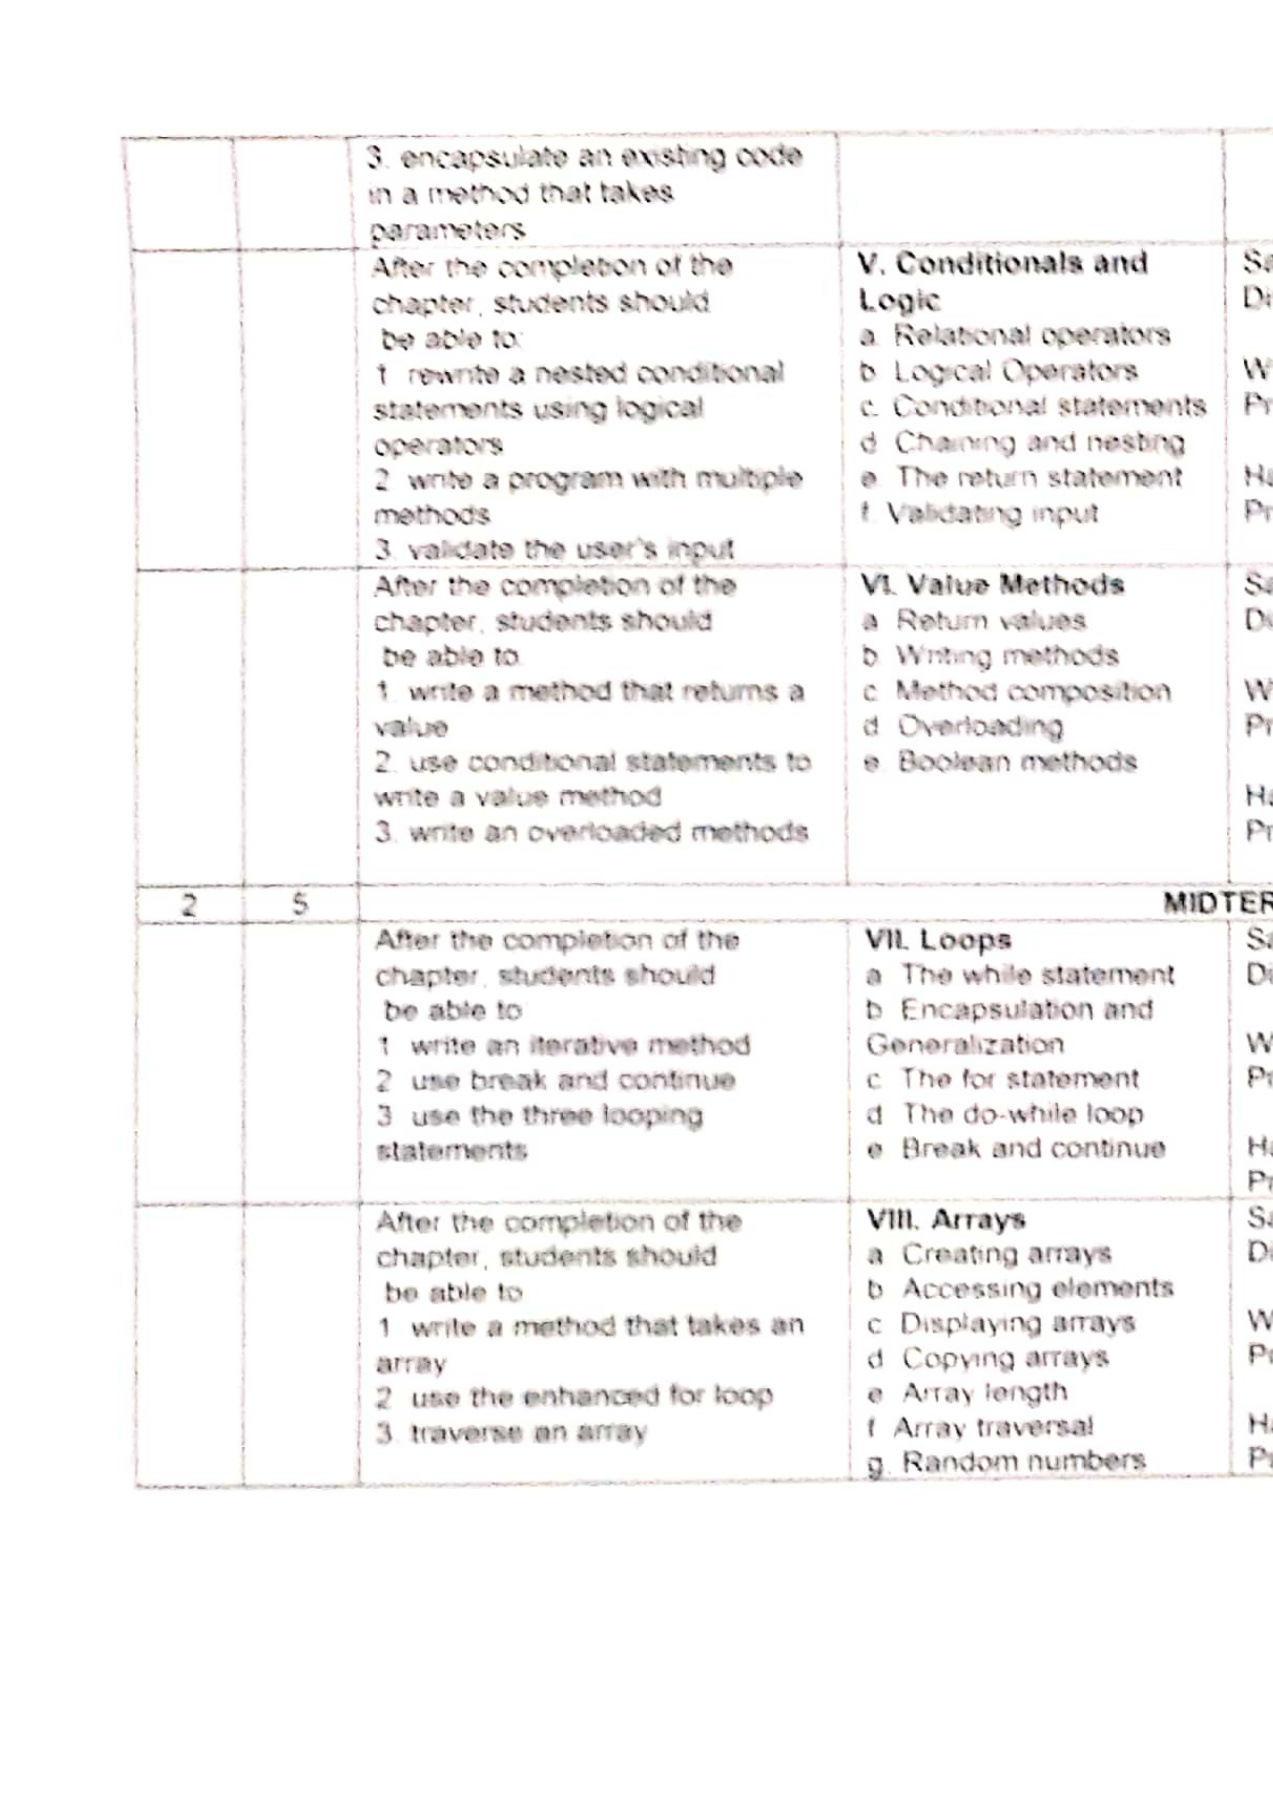 3. encapsulate an existing code
in a method that takes
parameters
After the completion of the
chapter, students should
be able to:
1 rewrite a nested conditional
statements using logical
operators
2 write a program with multiple
methods
3. validate the user's input
V. Conditionals and
Logic
a. Relational operators
b. Logical Operators
c. Conditional statements
d Chaining and nesting
e. The return statement
f. Validating input
Sa
Di
W
Pr
Ha
Pr
After the completion of the
chapter, students should
be able to
1. write a method that returns a
value
2. use conditional statements to
write a value method
3. write an overloaded methods
VI. Value Methods
a Return values
b. Writing methods
c Method composition
d Overloading
e. Boolean methods
Sa
Di
W
Pr
Ha
Pr
2 5 MIDTER
After the completion of the
chapter, students should
be able to
1 write an iterative method
2 use break and continue
3 use the three looping
statements
VII. Loops
a The while statement
b Encapsulation and
Generalization
c The for statement
d The do-while loop
e Break and continue
Sa
Di
W
Pr
Ha
Pr
After the completion of the
chapter, students should
be able to
1 write a method that takes an
array
2 use the enhanced for loop
3. traverse an array
VIII. Arrays
a Creating arrays
b Accessing elements
c Displaying arrays
d Copying arrays
e Array length
f Array traversal
g. Random numbers
Sa
Di
W
Pr
Ha
Pr